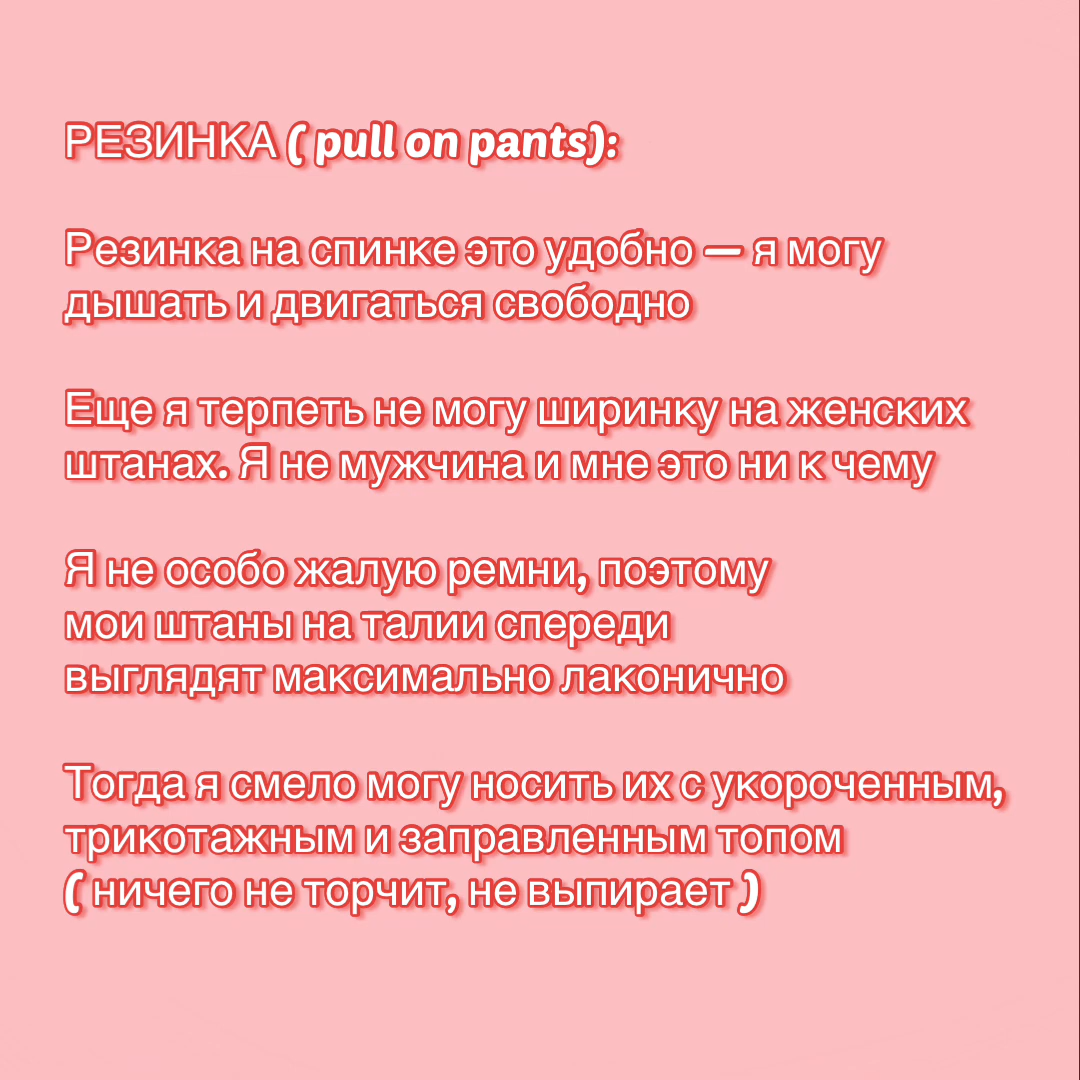 РЕЗИНКА ( pull on pants):
Резинка на спинке это удобно — я могу
дышать и двигаться свободно
Еще я терпеть не могу ширинку на женских
штанах. Я не мужчина и мне это ни к чему
Я не особо жалую ремни, поэтому
мои штаны на талии спереди
выглядят максимально лаконично
Тогда я смело могу носить их с укороченным,
трикотажным и заправленным топом
( ничего не торчит, не выпирает )